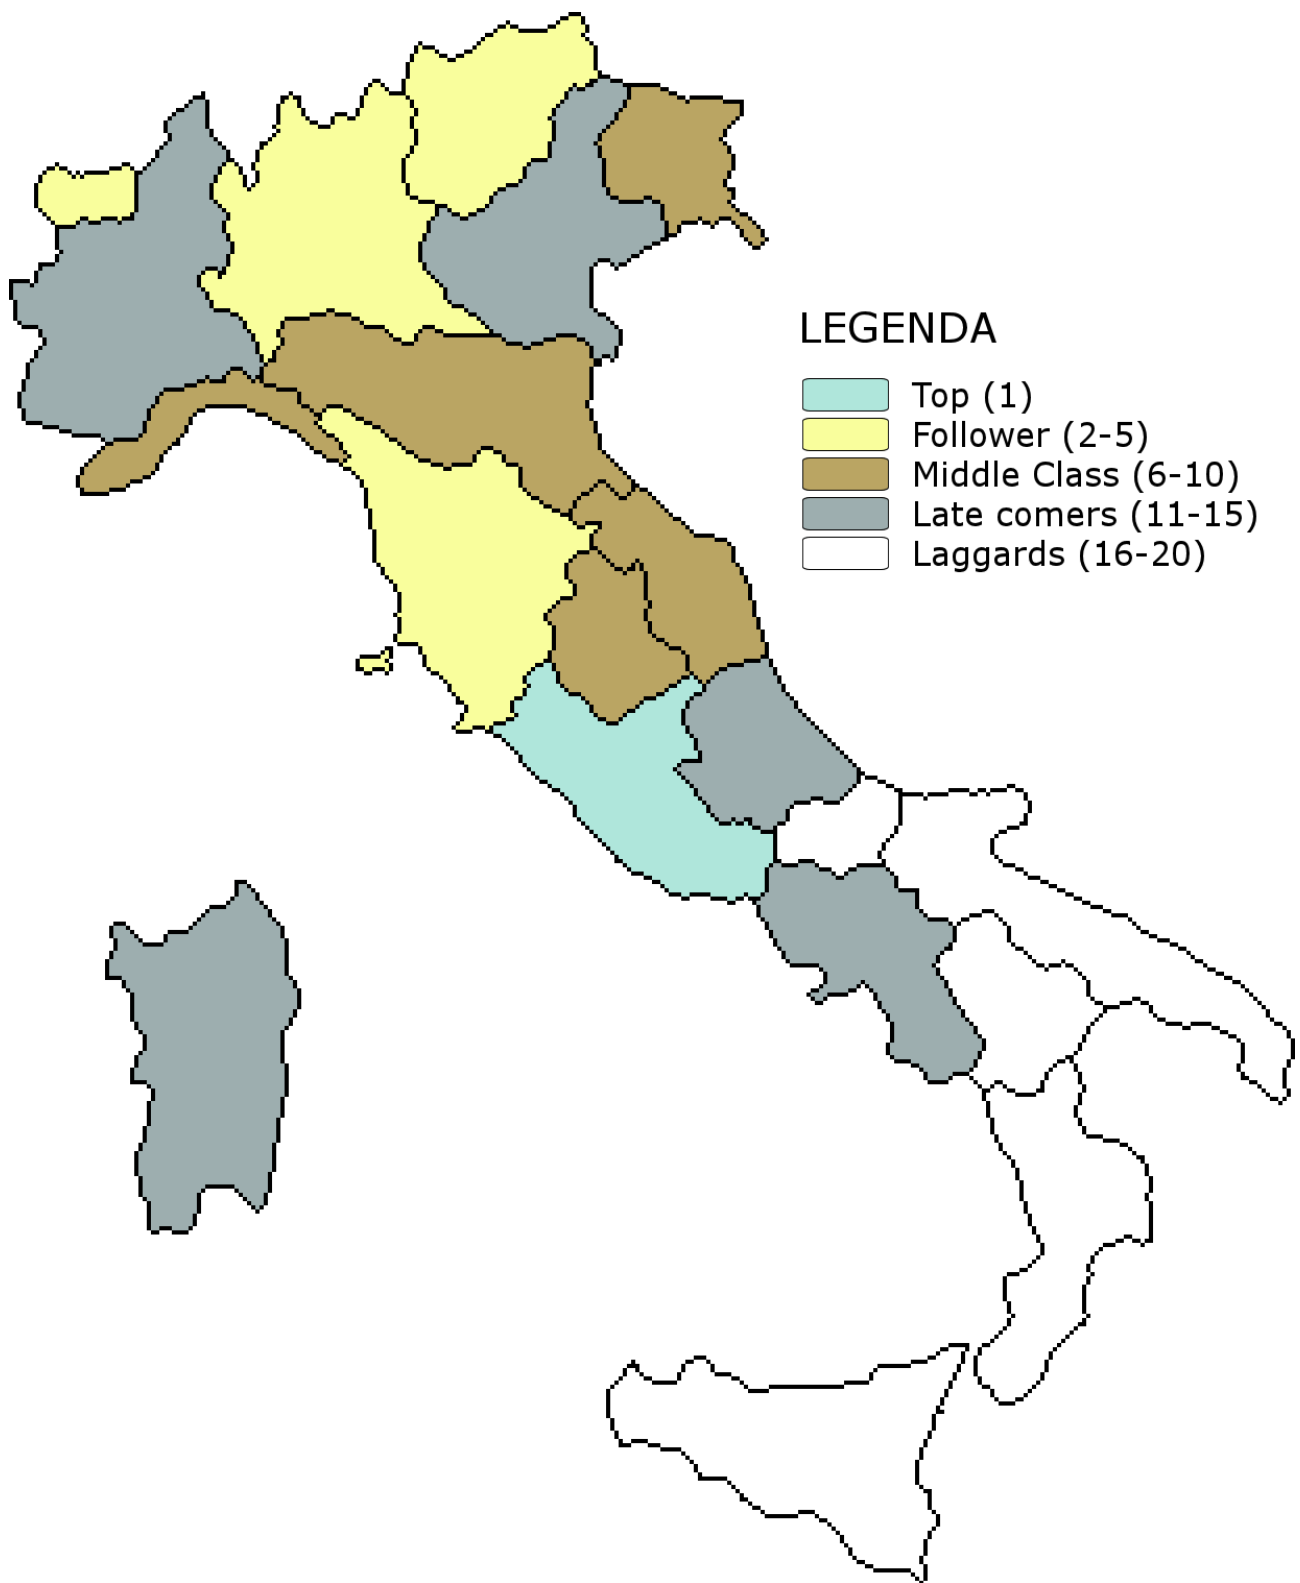 LEGENDA
Top (1)
Follower (2-5)
Middle Class (6-10)
Late comers (11-15)
Laggards (16-20)